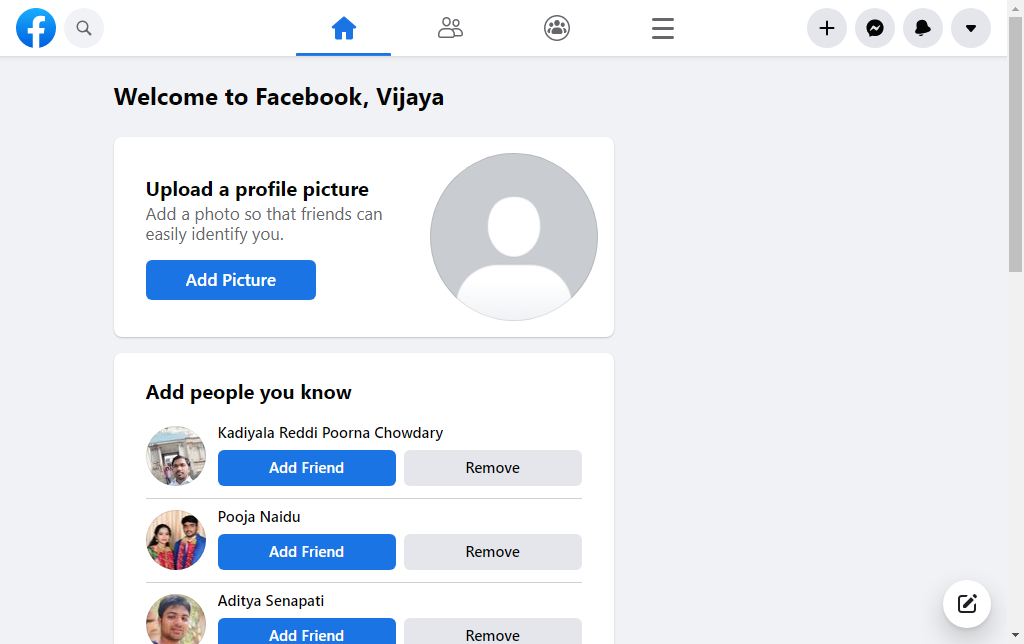 Welcome to Facebook, Vijaya
Upload a profile picture
Add a photo so that friends can
easily identify you.
Add Picture
Add people you know
Kadiyala Reddi Poorna Chowdary
Add Friend Remove
Pooja Naidu
Add Friend Remove
Aditya Senapati
Add Friend Remove